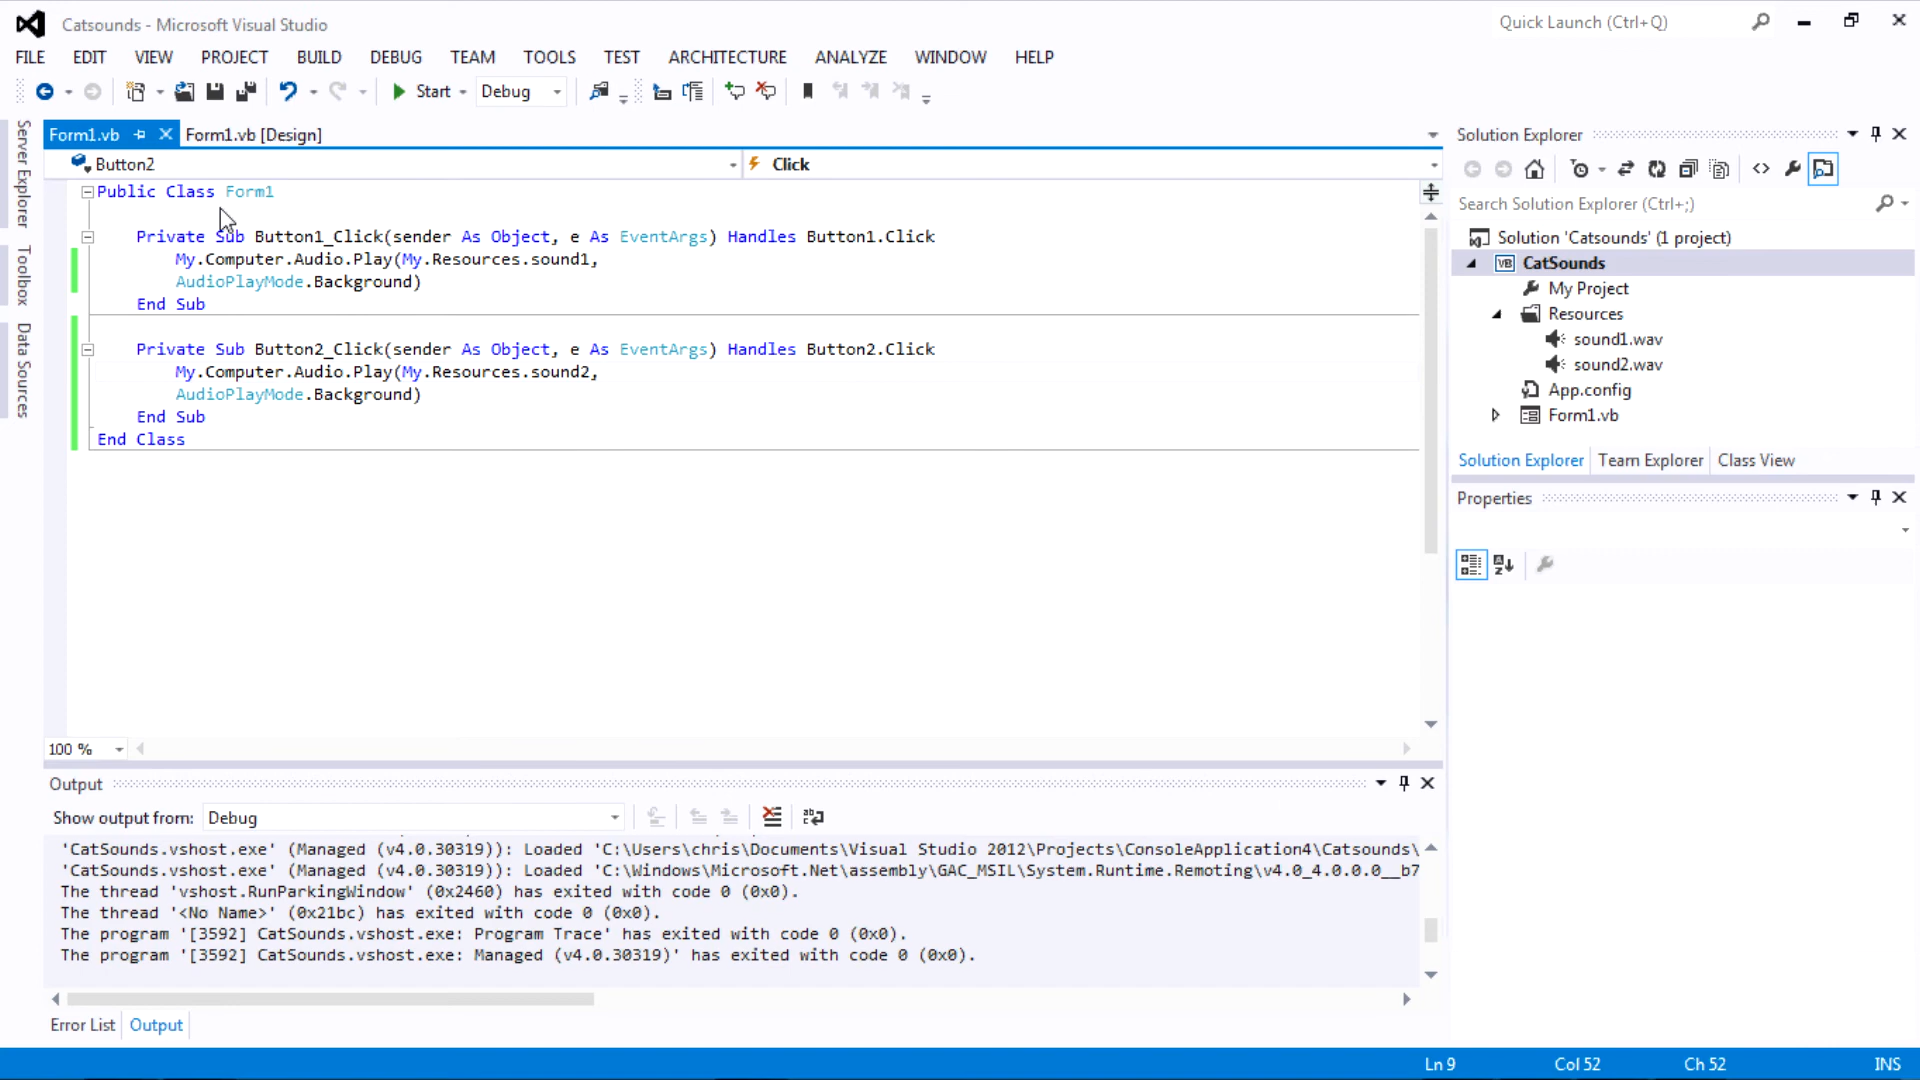 Catsounds - Microsoft Visual Studio
Quick Launch (Ctrl+Q)
FILE EDIT VIEW PROJECT BUILD DEBUG TEAM TOOLS TEST ARCHITECTURE ANALYZE WINDOW HELP
Start Debug
Form1.vb Form1.vb [Design]
Button2 Click
Server Explorer
Toolbox
Data Sources
Public Class Form1
Private Sub Button1_Click(sender As Object, e As EventArgs) Handles Button1.Click
My.Computer.Audio.Play(My.Resources.sound1,
AudioPlayMode.Background)
End Sub
Private Sub Button2_Click(sender As Object, e As EventArgs) Handles Button2.Click
My.Computer.Audio.Play(My.Resources.sound2,
AudioPlayMode.Background)
End Sub
End Class
100 %
Solution Explorer
Search Solution Explorer (Ctrl+;)
Solution 'Catsounds' (1 project)
VB CatSounds
My Project
Resources
sound1.wav
sound2.wav
App.config
Form1.vb
Solution Explorer Team Explorer Class View
Properties
Output
Show output from: Debug
'CatSounds.vshost.exe' (Managed (v4.0.30319)): Loaded 'C:\Users\chris\Documents\Visual Studio 2012\Projects\ConsoleApplication4\Catsounds\
'CatSounds.vshost.exe' (Managed (v4.0.30319)): Loaded 'C:\Windows\Microsoft.Net\assembly\GAC_MSIL\System.Runtime.Remoting\v4.0_4.0.0.0__b7
The thread 'vshost.RunParkingWindow' (0x2460) has exited with code 0 (0x0).
The thread '<No Name>' (0x21bc) has exited with code 0 (0x0).
The program '[3592] CatSounds.vshost.exe: Program Trace' has exited with code 0 (0x0).
The program '[3592] CatSounds.vshost.exe: Managed (v4.0.30319)' has exited with code 0 (0x0).
Error List Output
Ln 9 Col 52 Ch 52 INS